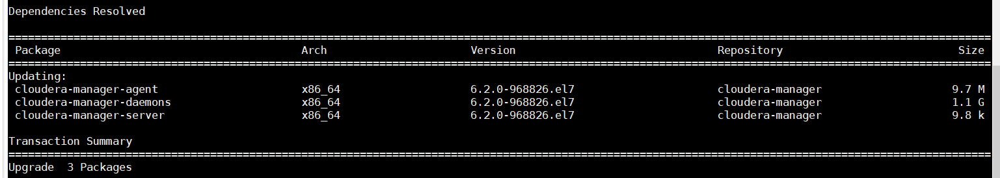 Dependencies Resolved
================================================================================
Package Arch Version Repository Size
================================================================================
Updating:
cloudera-manager-agent x86_64 6.2.0-968826.el7 cloudera-manager 9.7 M
cloudera-manager-daemons x86_64 6.2.0-968826.el7 cloudera-manager 1.1 G
cloudera-manager-server x86_64 6.2.0-968826.el7 cloudera-manager 9.8 k
Transaction Summary
================================================================================
Upgrade 3 Packages